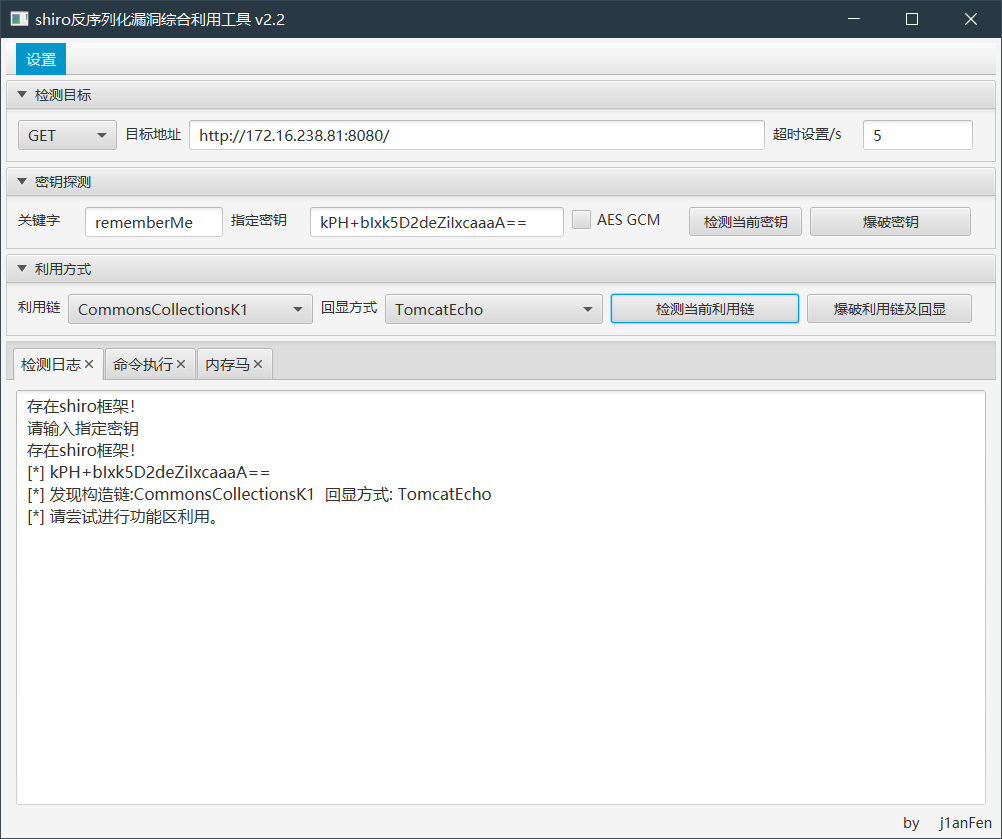 shiro反序列化漏洞综合利用工具 v2.2
设置
检测目标
GET 目标地址 http://172.16.238.81:8080/ 超时设置/s 5
密钥探测
关键字 rememberMe 指定密钥 kPH+bIxk5D2deZiIxcaaaA== AES GCM 检测当前密钥 爆破密钥
利用方式
利用链 CommonsCollectionsK1 回显方式 TomcatEcho 检测当前利用链 爆破利用链及回显
检测日志× 命令执行× 内存马×
存在shiro框架！
请输入指定密钥
存在shiro框架！
[*] kPH+bIxk5D2deZiIxcaaaA==
[*] 发现构造链:CommonsCollectionsK1 回显方式: TomcatEcho
[*] 请尝试进行功能区利用。
by j1anFen